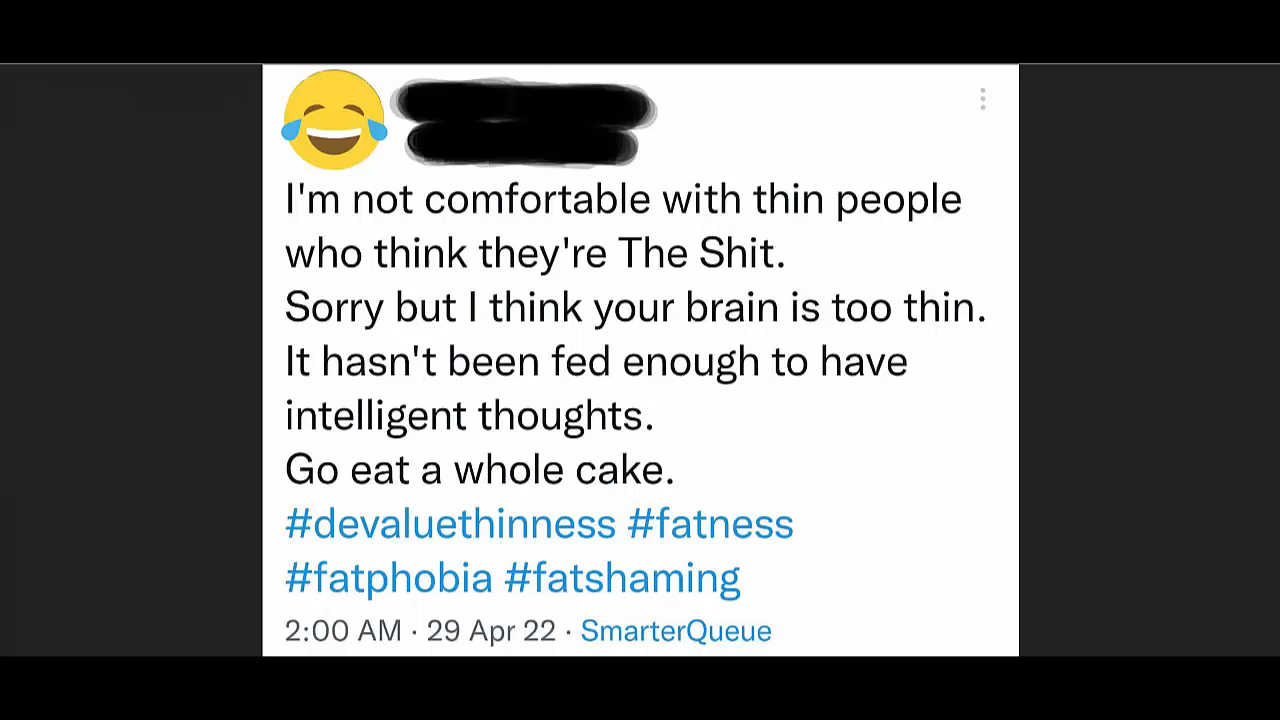 I'm not comfortable with thin people
who think they're The Shit.
Sorry but I think your brain is too thin.
It hasn't been fed enough to have
intelligent thoughts.
Go eat a whole cake.
#devaluethinness #fatness
#fatphobia #fatshaming
2:00 AM · 29 Apr 22 · SmarterQueue